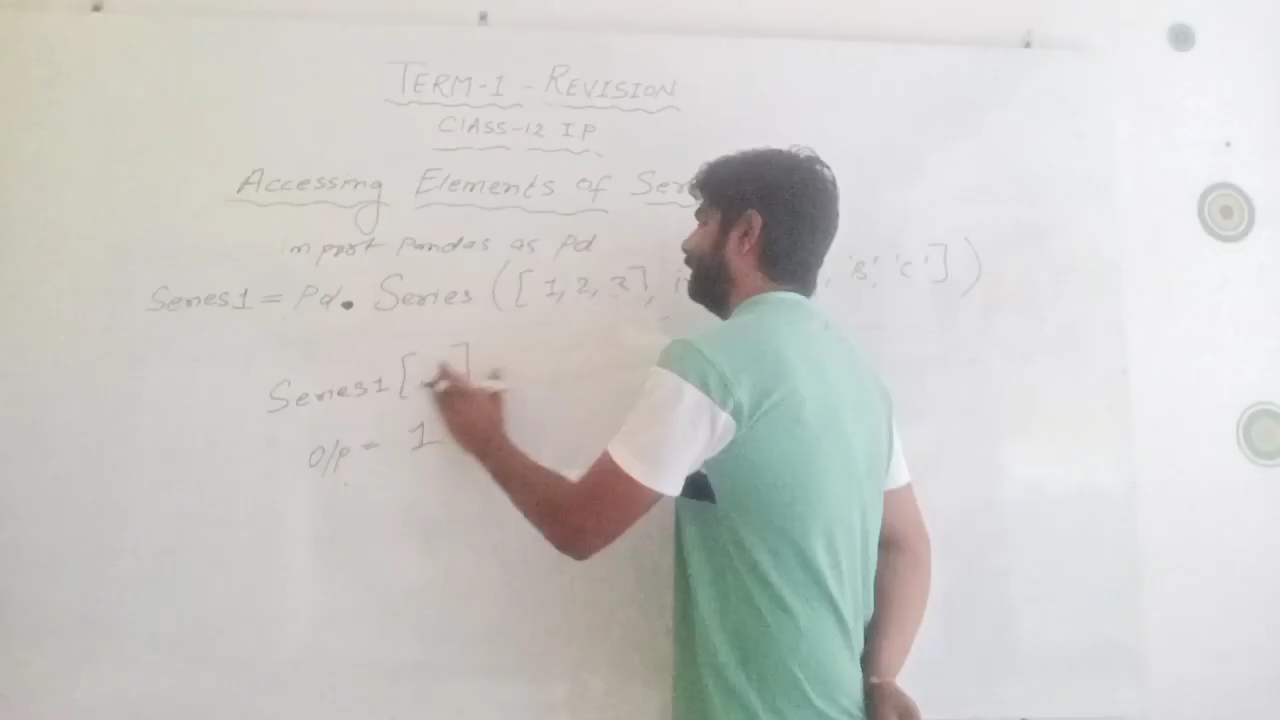 TERM-1 - REVISION
CLASS-12 IP
Accessing Elements of Ser
mport Pandas as Pd
Series1 = Pd. Series ([ 1, 2, 3], 'B', 'C'])
Series1 [ ]
O/P = 1